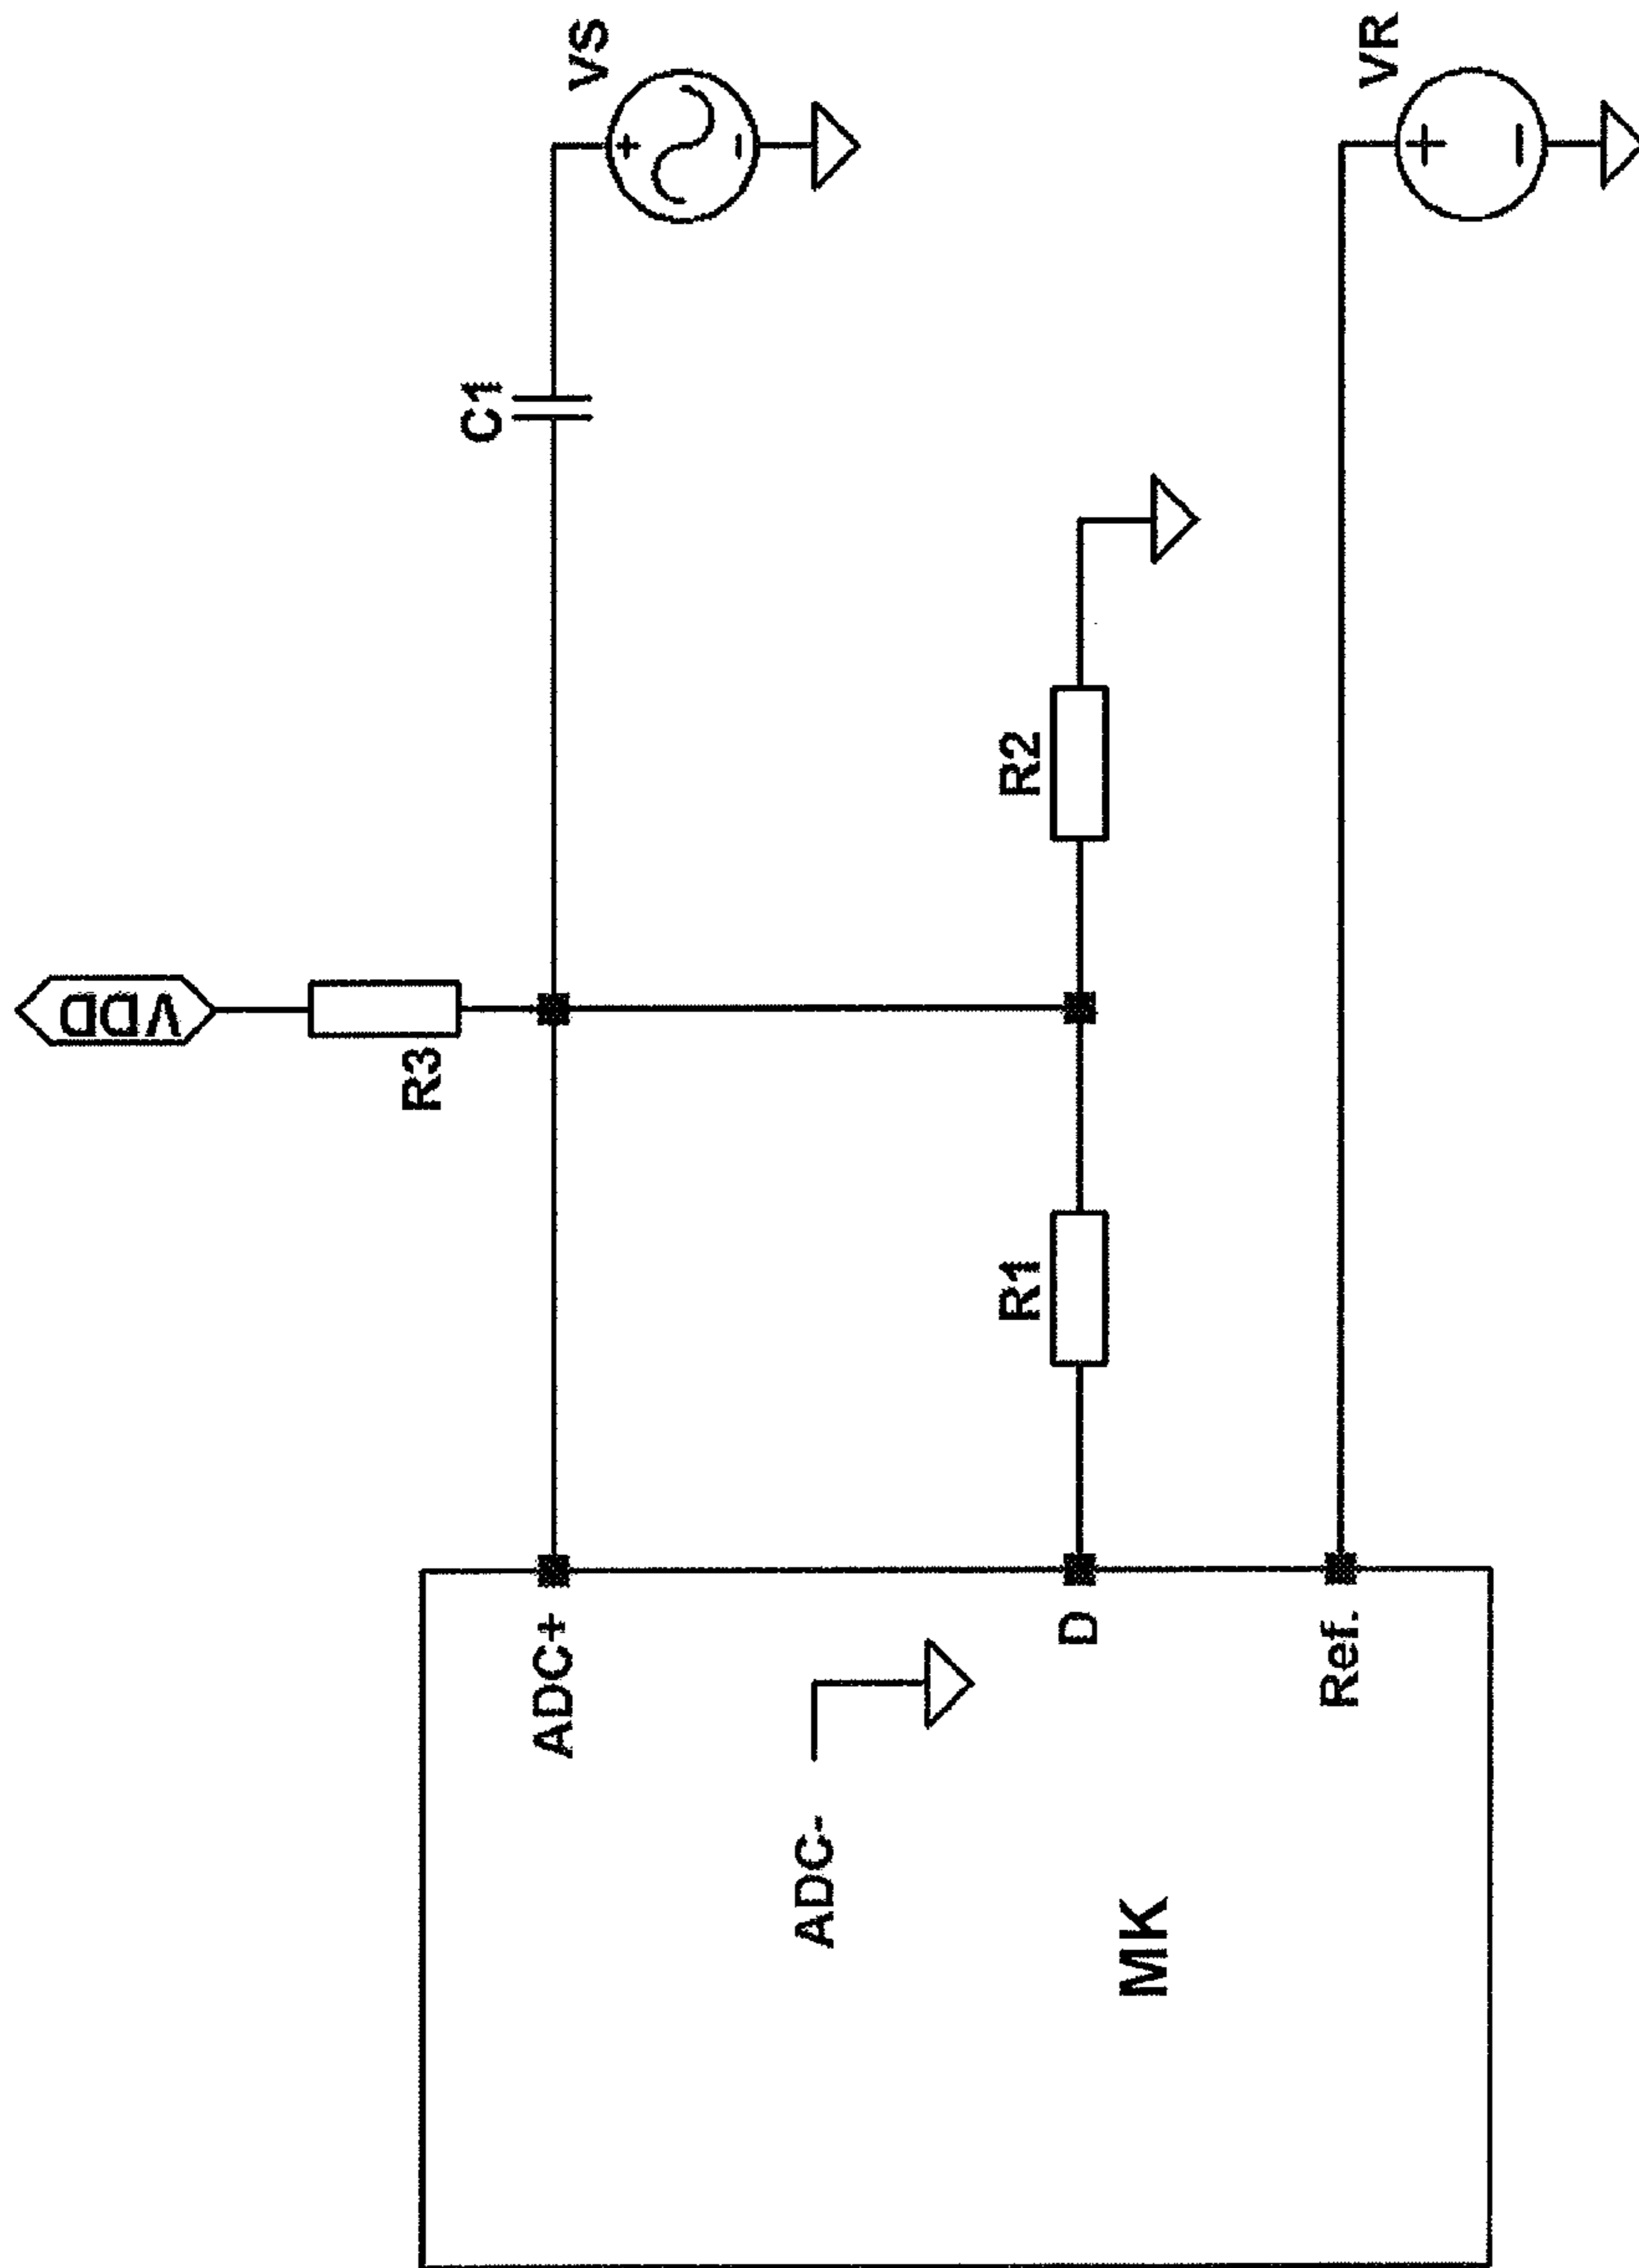 VS
VR
C1
R2
VDD
R3
R1
ADC+
D
Ref.
ADC-
MK